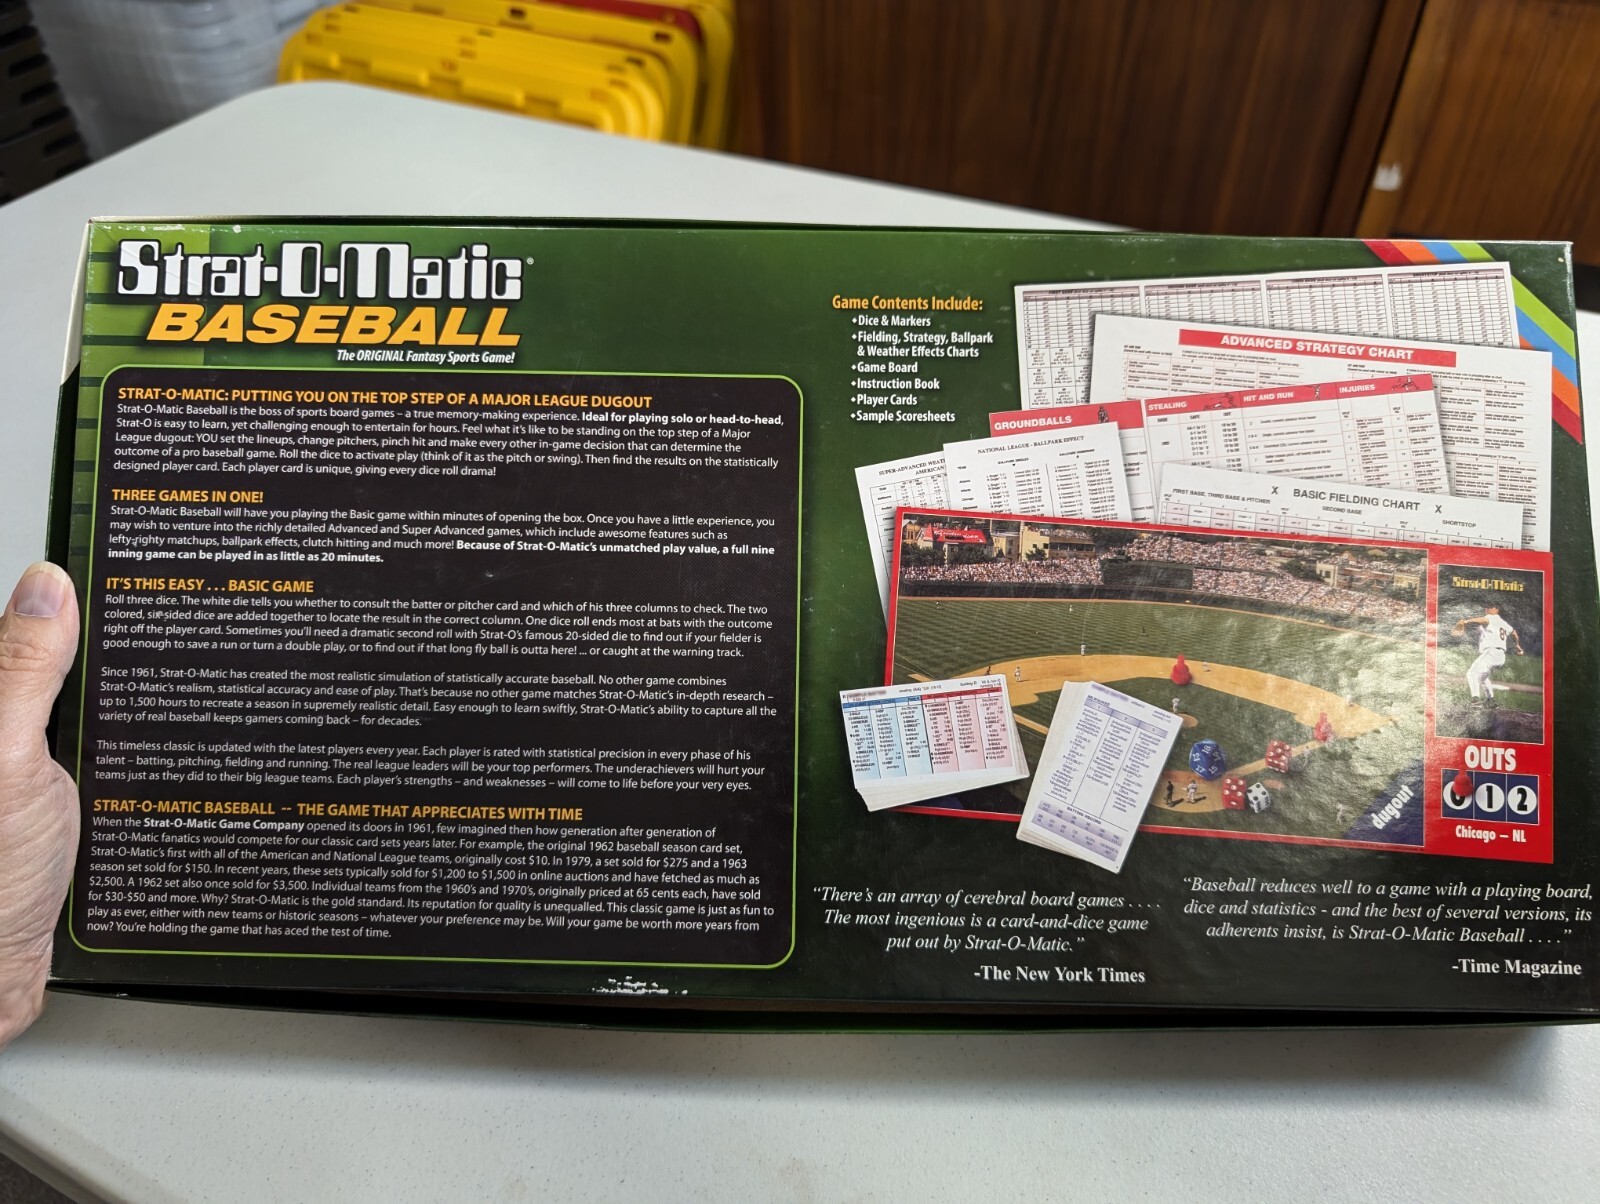 Strat-O-Matic®
BASEBALL
The ORIGINAL Fantasy Sports Game!
STRAT-O-MATIC: PUTTING YOU ON THE TOP STEP OF A MAJOR LEAGUE DUGOUT
Strat-O-Matic Baseball is the boss of sports board games – a true memory-making experience. Ideal for playing solo or head-to-head,
Strat-O is easy to learn, yet challenging enough to entertain for hours. Feel what it's like to be standing on the top step of a Major
League dugout: YOU set the lineups, change pitchers, pinch hit and make every other in-game decision that can determine the
outcome of a pro baseball game. Roll the dice to activate play (think of it as the pitch or swing). Then find the results on the statistically
designed player card. Each player card is unique, giving every dice roll drama!
THREE GAMES IN ONE!
Strat-O-Matic Baseball will have you playing the Basic game within minutes of opening the box. Once you have a little experience, you
may wish to venture into the richly detailed Advanced and Super Advanced games, which include awesome features such as
lefty-righty matchups, ballpark effects, clutch hitting and much more! Because of Strat-O-Matic's unmatched play value, a full nine
inning game can be played in as little as 20 minutes.
IT'S THIS EASY . . . BASIC GAME
Roll three dice. The white die tells you whether to consult the batter or pitcher card and which of his three columns to check. The two
colored, six-sided dice are added together to locate the result in the correct column. One dice roll ends most at bats with the outcome
right off the player card. Sometimes you'll need a dramatic second roll with Strat-O's famous 20-sided die to find out if your fielder is
good enough to save a run or turn a double play, or to find out if that long fly ball is outta here! ... or caught at the warning track.
Since 1961, Strat-O-Matic has created the most realistic simulation of statistically accurate baseball. No other game combines
Strat-O-Matic's realism, statistical accuracy and ease of play. That's because no other game matches Strat-O-Matic's in-depth research –
up to 1,500 hours to recreate a season in supremely realistic detail. Easy enough to learn swiftly, Strat-O-Matic's ability to capture all the
variety of real baseball keeps gamers coming back – for decades.
This timeless classic is updated with the latest players every year. Each player is rated with statistical precision in every phase of his
talent – batting, pitching, fielding and running. The real league leaders will be your top performers. The underachievers will hurt your
teams just as they did to their big league teams. Each player's strengths – and weaknesses – will come to life before your very eyes.
STRAT-O-MATIC BASEBALL -- THE GAME THAT APPRECIATES WITH TIME
When the Strat-O-Matic Game Company opened its doors in 1961, few imagined then how generation after generation of
Strat-O-Matic fanatics would compete for our classic card sets years later. For example, the original 1962 baseball season card set,
Strat-O-Matic's first with all of the American and National League teams, originally cost $10. In 1979, a set sold for $275 and a 1963
season set sold for $150. In recent years, these sets typically sold for $1,200 to $1,500 in online auctions and have fetched as much as
$2,500. A 1962 set also once sold for $3,500. Individual teams from the 1960's and 1970's, originally priced at 65 cents each, have sold
for $30-$50 and more. Why? Strat-O-Matic is the gold standard. Its reputation for quality is unequalled. This classic game is just as fun to
play as ever, either with new teams or historic seasons – whatever your preference may be. Will your game be worth more years from
now? You're holding the game that has aced the test of time.
Game Contents Include:
•Dice & Markers
•Fielding, Strategy, Ballpark
& Weather Effects Charts
•Game Board
•Instruction Book
•Player Cards
•Sample Scoresheets
ADVANCED STRATEGY CHART
GROUNDBALLS
STEALING
HIT AND RUN
INJURIES
NATIONAL LEAGUE - BALLPARK EFFECT
FIRST BASE, THIRD BASE & PITCHER X BASIC FIELDING CHART X
SECOND BASE
SHORTSTOP
Strat-O-Matic
OUTS
0 1 2
Chicago – NL
dugout
"There's an array of cerebral board games . . . .
The most ingenious is a card-and-dice game
put out by Strat-O-Matic."
-The New York Times
"Baseball reduces well to a game with a playing board,
dice and statistics - and the best of several versions, its
adherents insist, is Strat-O-Matic Baseball . . . ."
-Time Magazine